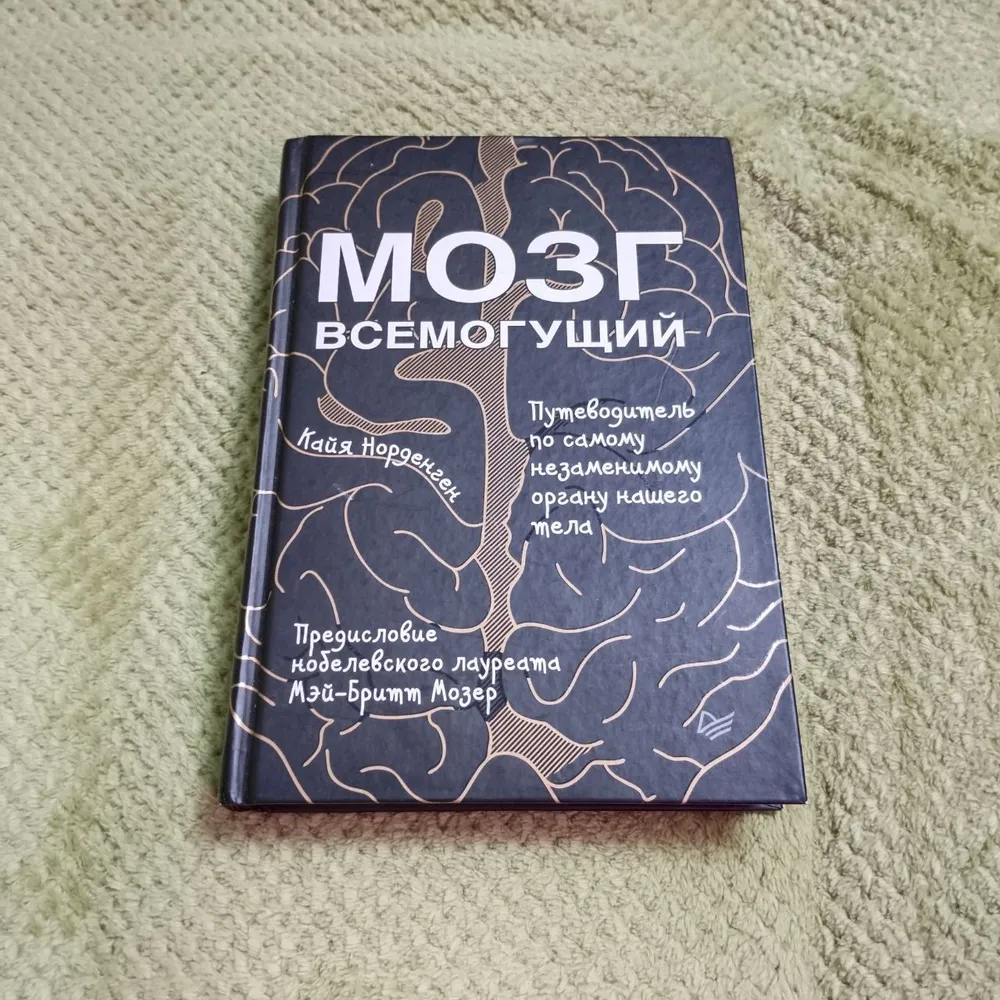 МОЗГ
ВСЕМОГУЩИЙ
Кайя Норденген
Путеводитель
по самому
незаменимому
органу нашего
тела
Предисловие
нобелевского лауреата
Мэй-Бритт Мозер